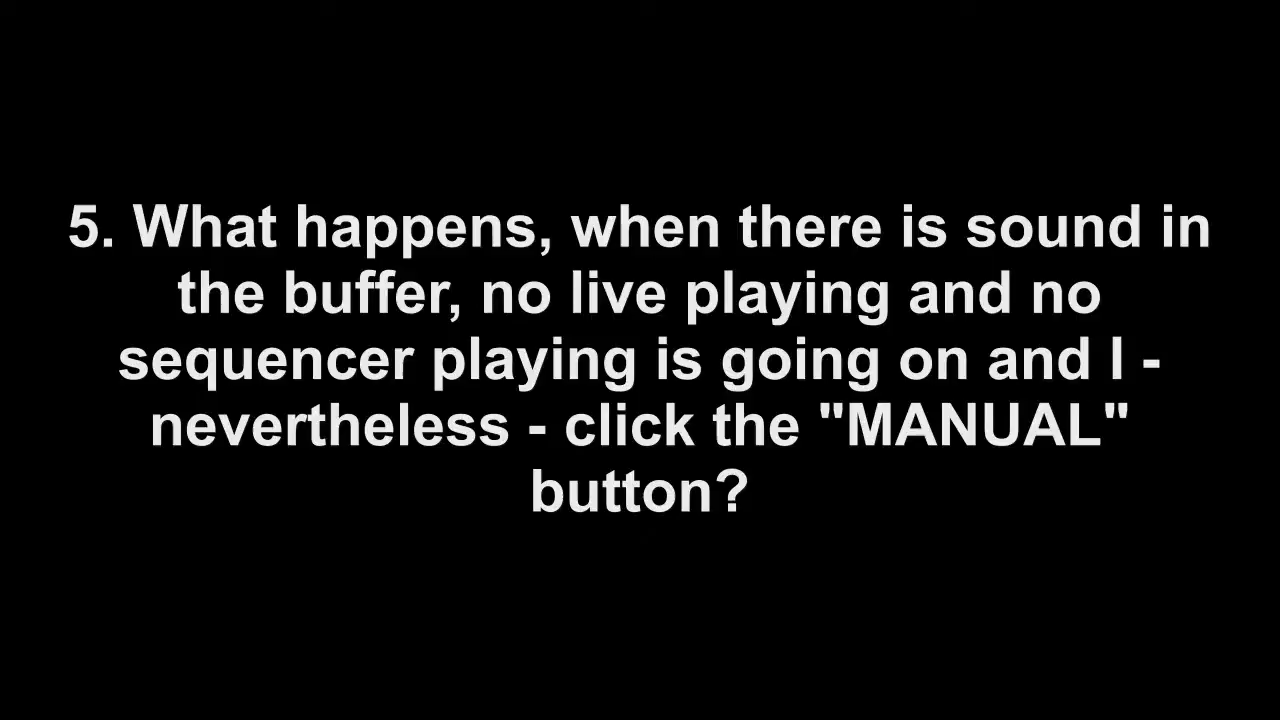 5. What happens, when there is sound in
the buffer, no live playing and no
sequencer playing is going on and I -
nevertheless - click the "MANUAL"
button?